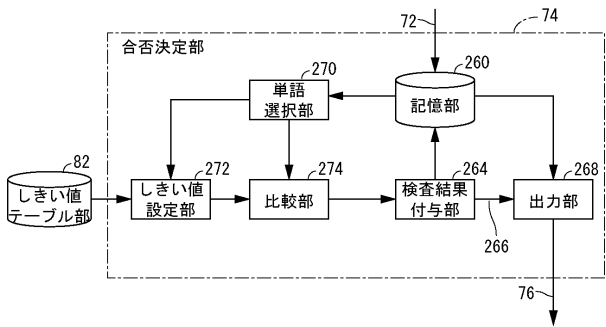 72
74
合否決定部
270
260
単語
選択部
記憶部
82
272
274
264
268
しきい値
テーブル部
しきい値
設定部
比較部
検査結果
付与部
出力部
266
76